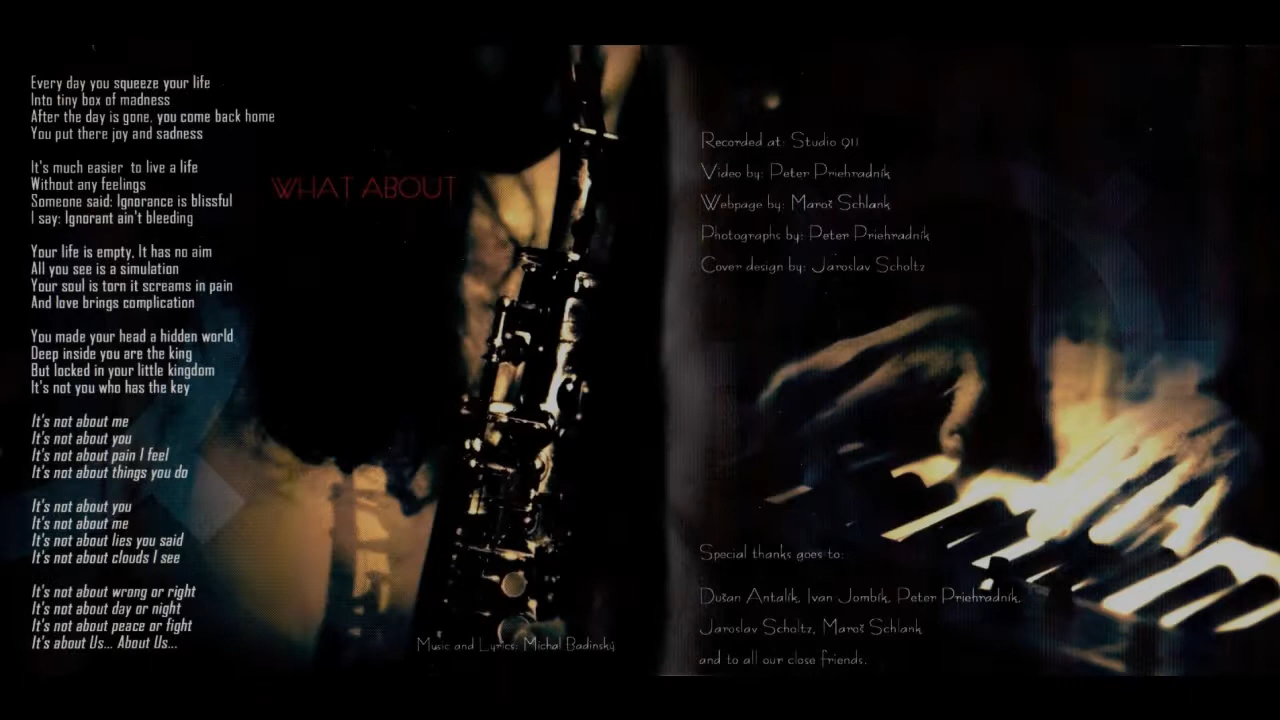 Every day you squeeze your life
Into tiny box of madness
After the day is gone, you come back home
You put there joy and sadness
It's much easier to live a life
Without any feelings
Someone said: Ignorance is blissful
I say: Ignorant ain't bleeding
Your life is empty, It has no aim
All you see is a simulation
Your soul is torn it screams in pain
And love brings complication
You made your head a hidden world
Deep inside you are the king
But locked in your little kingdom
It's not you who has the key
It's not about me
It's not about you
It's not about pain I feel
It's not about things you do
It's not about you
It's not about me
It's not about lies you said
It's not about clouds I see
It's not about wrong or right
It's not about day or night
It's not about peace or fight
It's about Us... About Us...
WHAT ABOUT
Music and Lyrics: Michal Badinský
Recorded at: Studio 911
Video by: Peter Priehradník
Webpage by: Maroš Schlank
Photographs by: Peter Priehradník
Cover design by: Jaroslav Scholtz
Special thanks goes to:
Dušan Antalík, Ivan Jombík, Peter Priehradník,
Jaroslav Scholtz, Maroš Schlank
and to all our close friends.